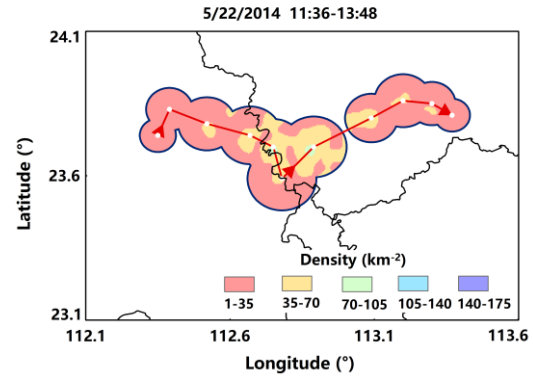 5/22/2014 11:36-13:48
24.1
23.6
23.1
Latitude (°)
Density (km-2)
1-35 35-70 70-105 105-140 140-175
112.1 112.6 113.1 113.6
Longitude (°)